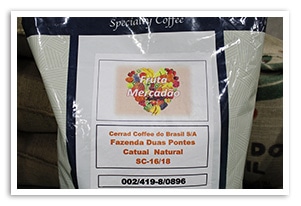 Specialty Coffee
Fruta
Mercadão
Cerrad Coffee do Brasil S/A
Fazenda Duas Pontes
Catuaí Natural
SC-16/18
002/419-8/0896